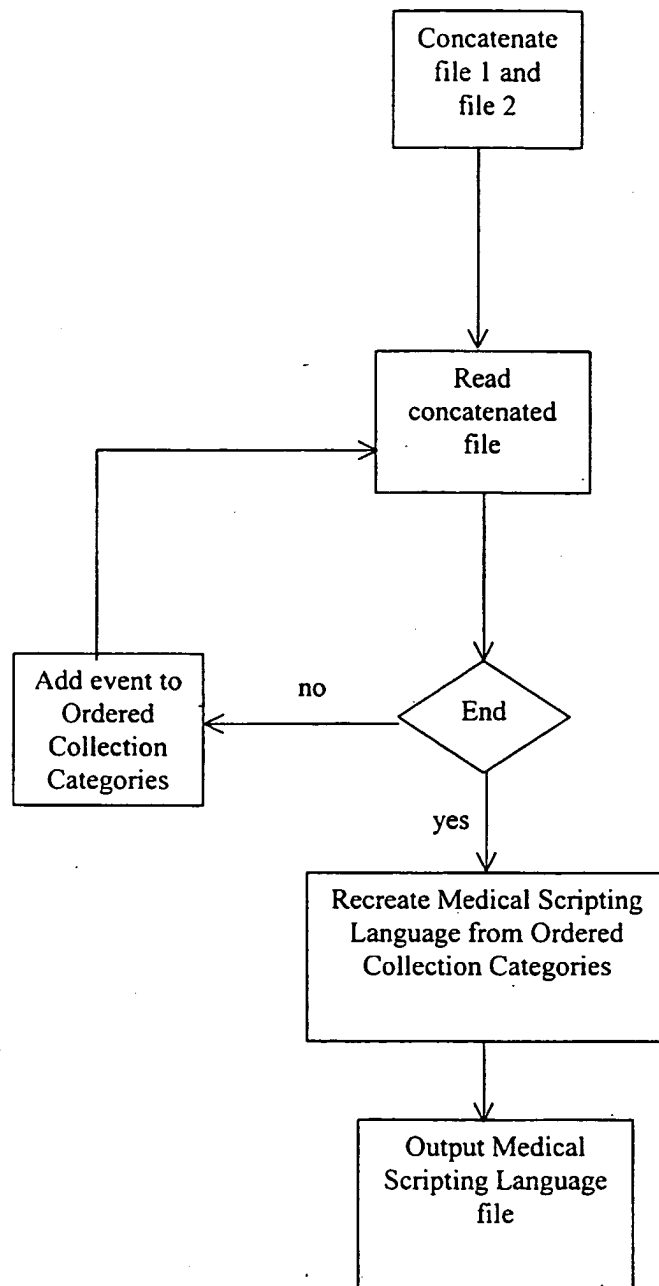 Concatenate
file 1 and
file 2
Read
concatenated
file
End
no
Add event to
Ordered
Collection
Categories
yes
Recreate Medical Scripting
Language from Ordered
Collection Categories
Output Medical
Scripting Language
file